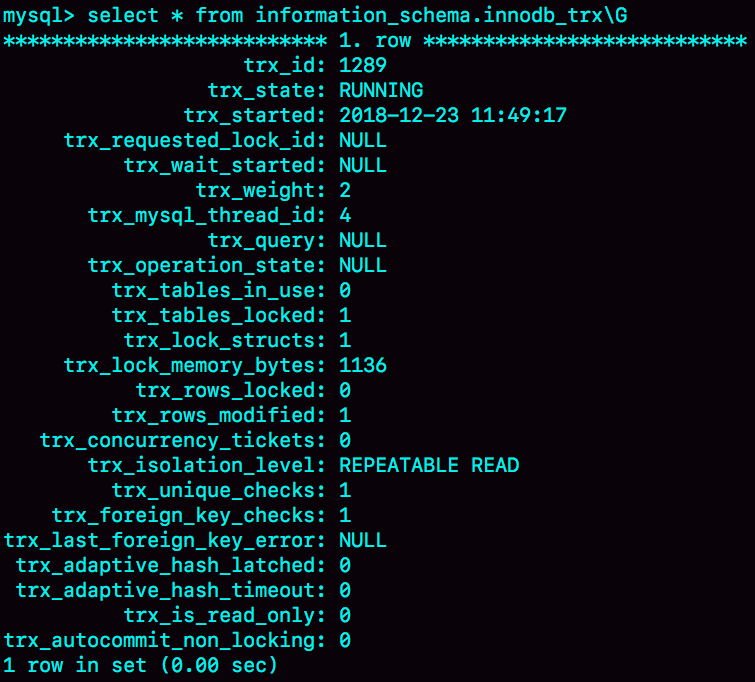 mysql> select * from information_schema.innodb_trx\G
*************************** 1. row ***************************
trx_id: 1289
trx_state: RUNNING
trx_started: 2018-12-23 11:49:17
trx_requested_lock_id: NULL
trx_wait_started: NULL
trx_weight: 2
trx_mysql_thread_id: 4
trx_query: NULL
trx_operation_state: NULL
trx_tables_in_use: 0
trx_tables_locked: 1
trx_lock_structs: 1
trx_lock_memory_bytes: 1136
trx_rows_locked: 0
trx_rows_modified: 1
trx_concurrency_tickets: 0
trx_isolation_level: REPEATABLE READ
trx_unique_checks: 1
trx_foreign_key_checks: 1
trx_last_foreign_key_error: NULL
trx_adaptive_hash_latched: 0
trx_adaptive_hash_timeout: 0
trx_is_read_only: 0
trx_autocommit_non_locking: 0
1 row in set (0.00 sec)